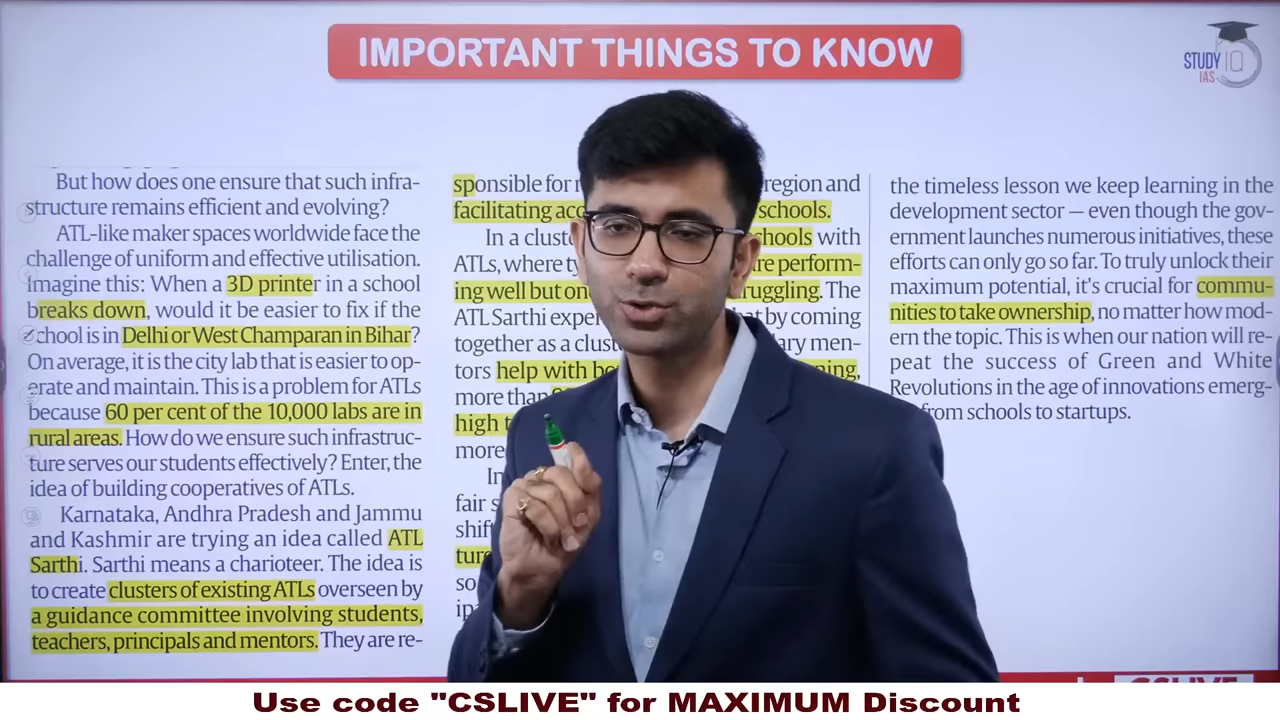 IMPORTANT THINGS TO KNOW
STUDY IQ
IAS
But how does one ensure that such infra-
structure remains efficient and evolving?
ATL-like maker spaces worldwide face the
challenge of uniform and effective utilisation.
Imagine this: When a 3D printer in a school
breaks down, would it be easier to fix if the
school is in Delhi or West Champaran in Bihar?
On average, it is the city lab that is easier to op-
erate and maintain. This is a problem for ATLs
because 60 per cent of the 10,000 labs are in
rural areas. How do we ensure such infrastruc-
ture serves our students effectively? Enter, the
idea of building cooperatives of ATLs.
Karnataka, Andhra Pradesh and Jammu
and Kashmir are trying an idea called ATL
Sarthi. Sarthi means a charioteer. The idea is
to create clusters of existing ATLs overseen by
a guidance committee involving students,
teachers, principals and mentors. They are re-
sponsible for region and
facilitating schools.
In a schools with
ATLs, where perform-
ing well but The
ATL Sarthi by coming
together as a men-
tors help with
more than
high
more
In
fair
shif
ture
so
the timeless lesson we keep learning in the
development sector — even though the gov-
ernment launches numerous initiatives, these
efforts can only go so far. To truly unlock their
maximum potential, it's crucial for commu-
nities to take ownership, no matter how mod-
ern the topic. This is when our nation will re-
peat the success of Green and White
Revolutions in the age of innovations emerg-
from schools to startups.
Use code "CSLIVE" for MAXIMUM Discount